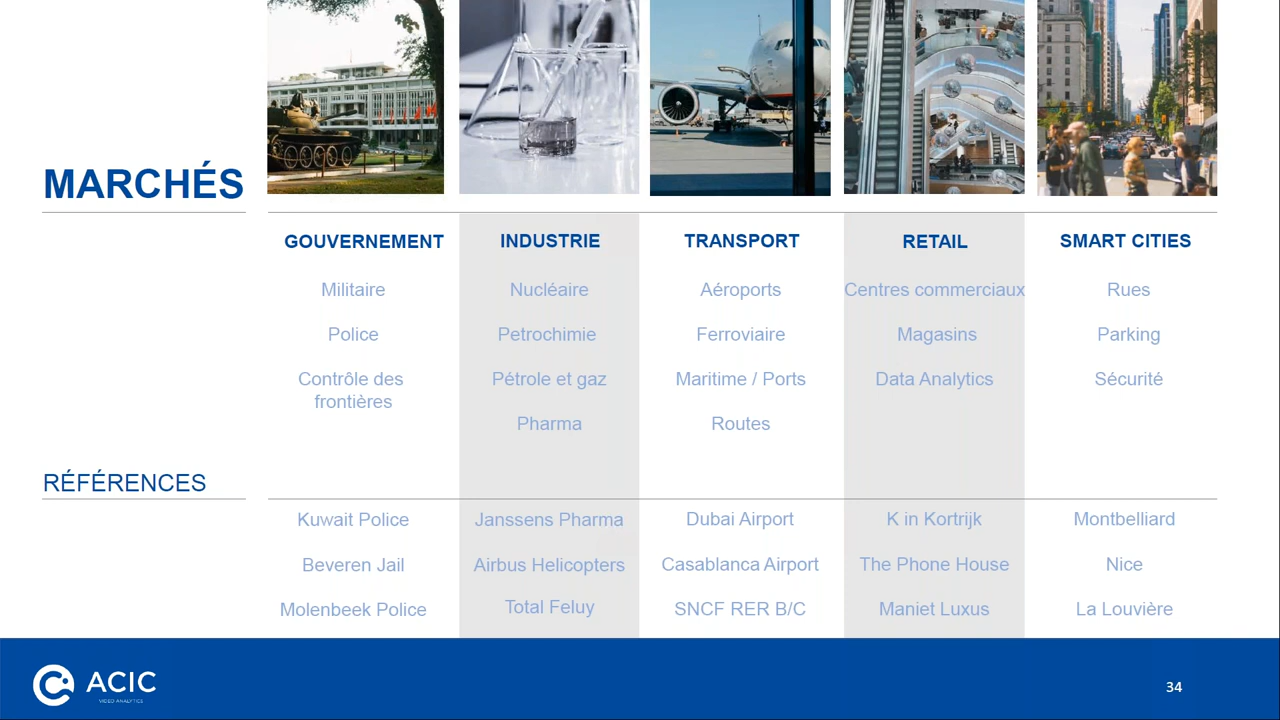 MARCHÉS
GOUVERNEMENT
Militaire
Police
Contrôle des
frontières
INDUSTRIE
Nucléaire
Petrochimie
Pétrole et gaz
Pharma
TRANSPORT
Aéroports
Ferroviaire
Maritime / Ports
Routes
RETAIL
Centres commerciaux
Magasins
Data Analytics
SMART CITIES
Rues
Parking
Sécurité
RÉFÉRENCES
Kuwait Police
Beveren Jail
Molenbeek Police
Janssens Pharma
Airbus Helicopters
Total Feluy
Dubai Airport
Casablanca Airport
SNCF RER B/C
K in Kortrijk
The Phone House
Maniet Luxus
Montbelliard
Nice
La Louvière
ACIC
VIDEO ANALYTICS
34